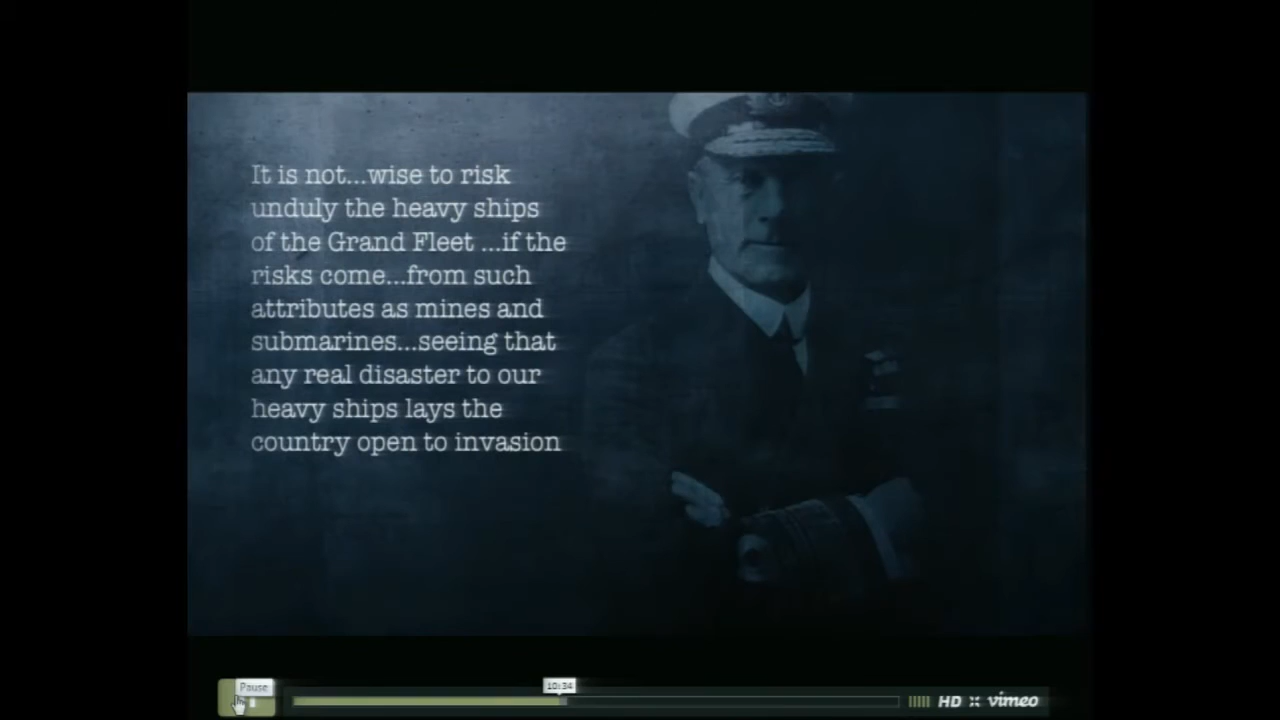 It is not...wise to risk
unduly the heavy ships
of the Grand Fleet ...if the
risks come...from such
attributes as mines and
submarines...seeing that
any real disaster to our
heavy ships lays the
country open to invasion
Pause
10:34
HD vimeo